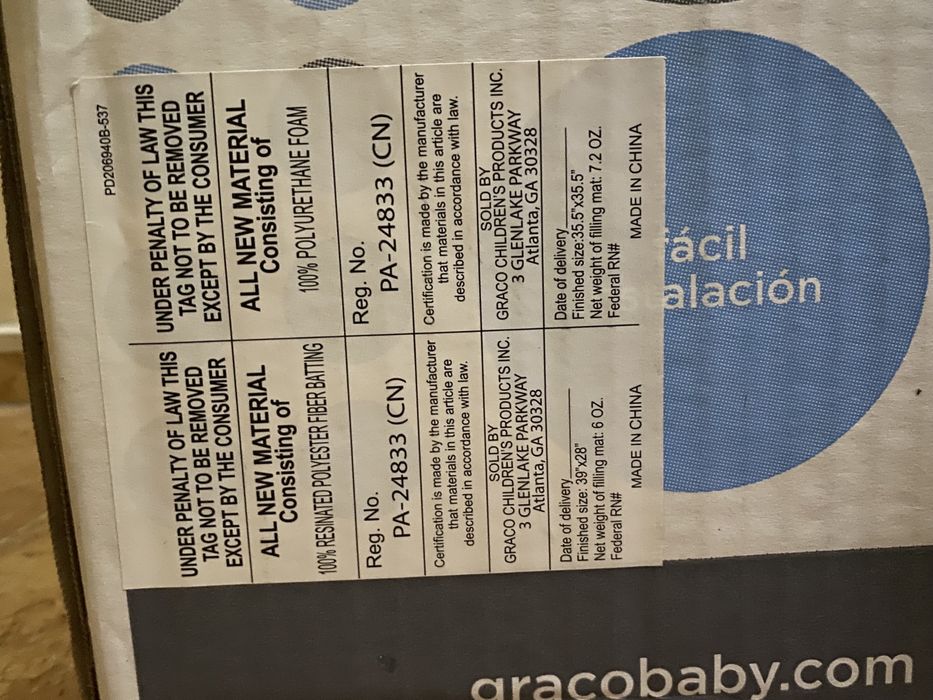 PD206940B-537
UNDER PENALTY OF LAW THIS
TAG NOT TO BE REMOVED
EXCEPT BY THE CONSUMER
ALL NEW MATERIAL
Consisting of
100% RESINATED POLYESTER FIBER BATTING
Reg. No.
PA-24833 (CN)
Certification is made by the manufacturer
that materials in this article are
described in accordance with law.
SOLD BY
GRACO CHILDREN'S PRODUCTS INC.
3 GLENLAKE PARKWAY
Atlanta, GA 30328
Date of delivery
Finished size: 39"x28"
Net weight of filling mat: 6 OZ.
Federal RN#
MADE IN CHINA
UNDER PENALTY OF LAW THIS
TAG NOT TO BE REMOVED
EXCEPT BY THE CONSUMER
ALL NEW MATERIAL
Consisting of
100% POLYURETHANE FOAM
Reg. No.
PA-24833 (CN)
Certification is made by the manufacturer
that materials in this article are
described in accordance with law.
SOLD BY
GRACO CHILDREN'S PRODUCTS INC.
3 GLENLAKE PARKWAY
Atlanta, GA 30328
Date of delivery
Finished size:35.5"x35.5"
Net weight of filling mat: 7.2 OZ.
Federal RN#
MADE IN CHINA
fácil
alación
gracobaby.com